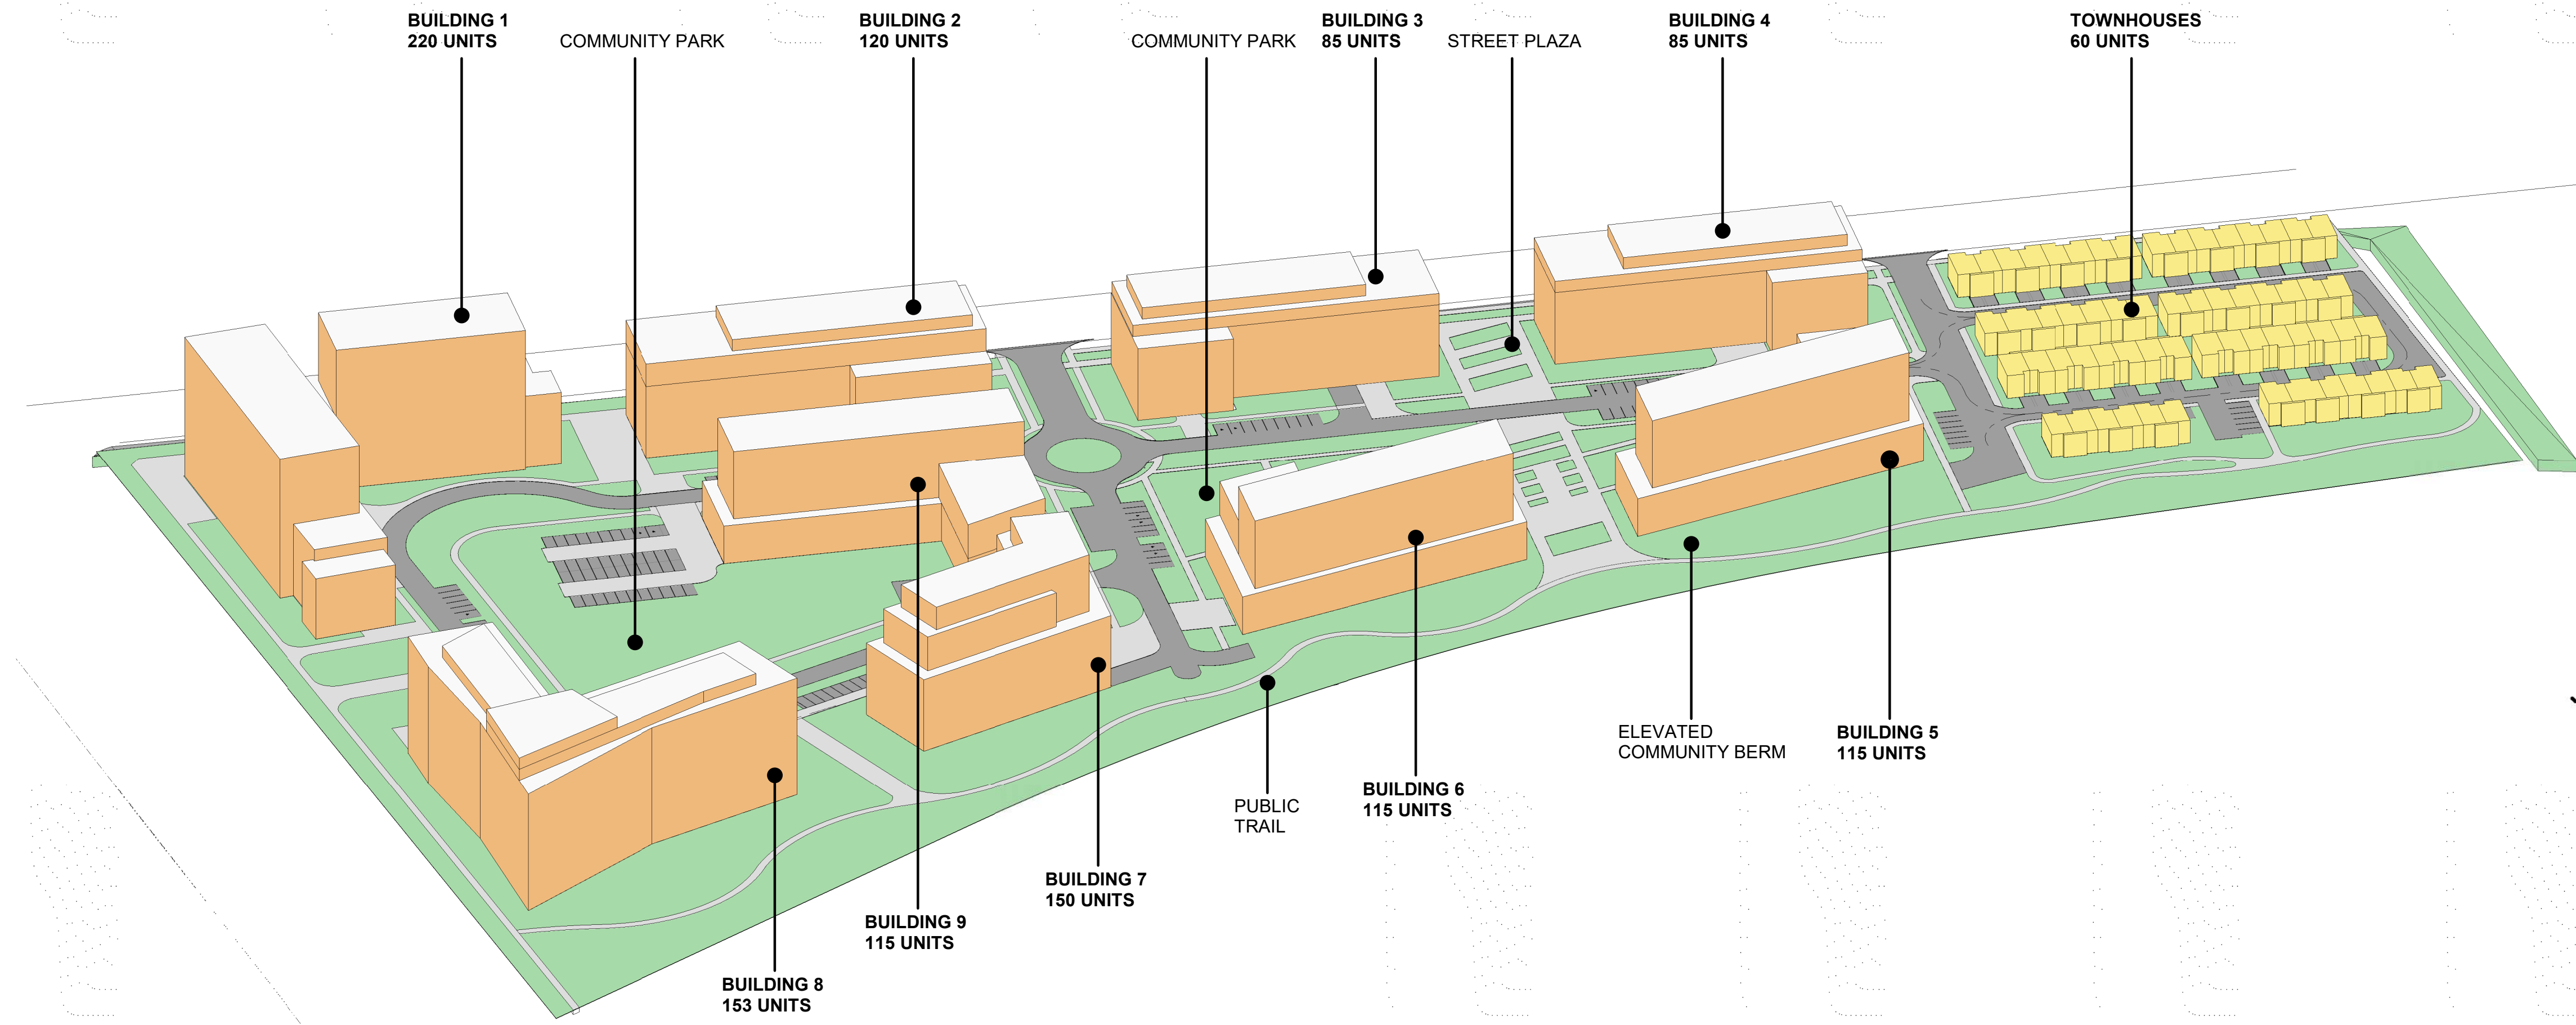 BUILDING 1
220 UNITS
COMMUNITY PARK
BUILDING 2
120 UNITS
COMMUNITY PARK
BUILDING 3
85 UNITS
STREET PLAZA
BUILDING 4
85 UNITS
TOWNHOUSES
60 UNITS
ELEVATED
COMMUNITY BERM
BUILDING 5
115 UNITS
BUILDING 6
115 UNITS
PUBLIC
TRAIL
BUILDING 7
150 UNITS
BUILDING 9
115 UNITS
BUILDING 8
153 UNITS